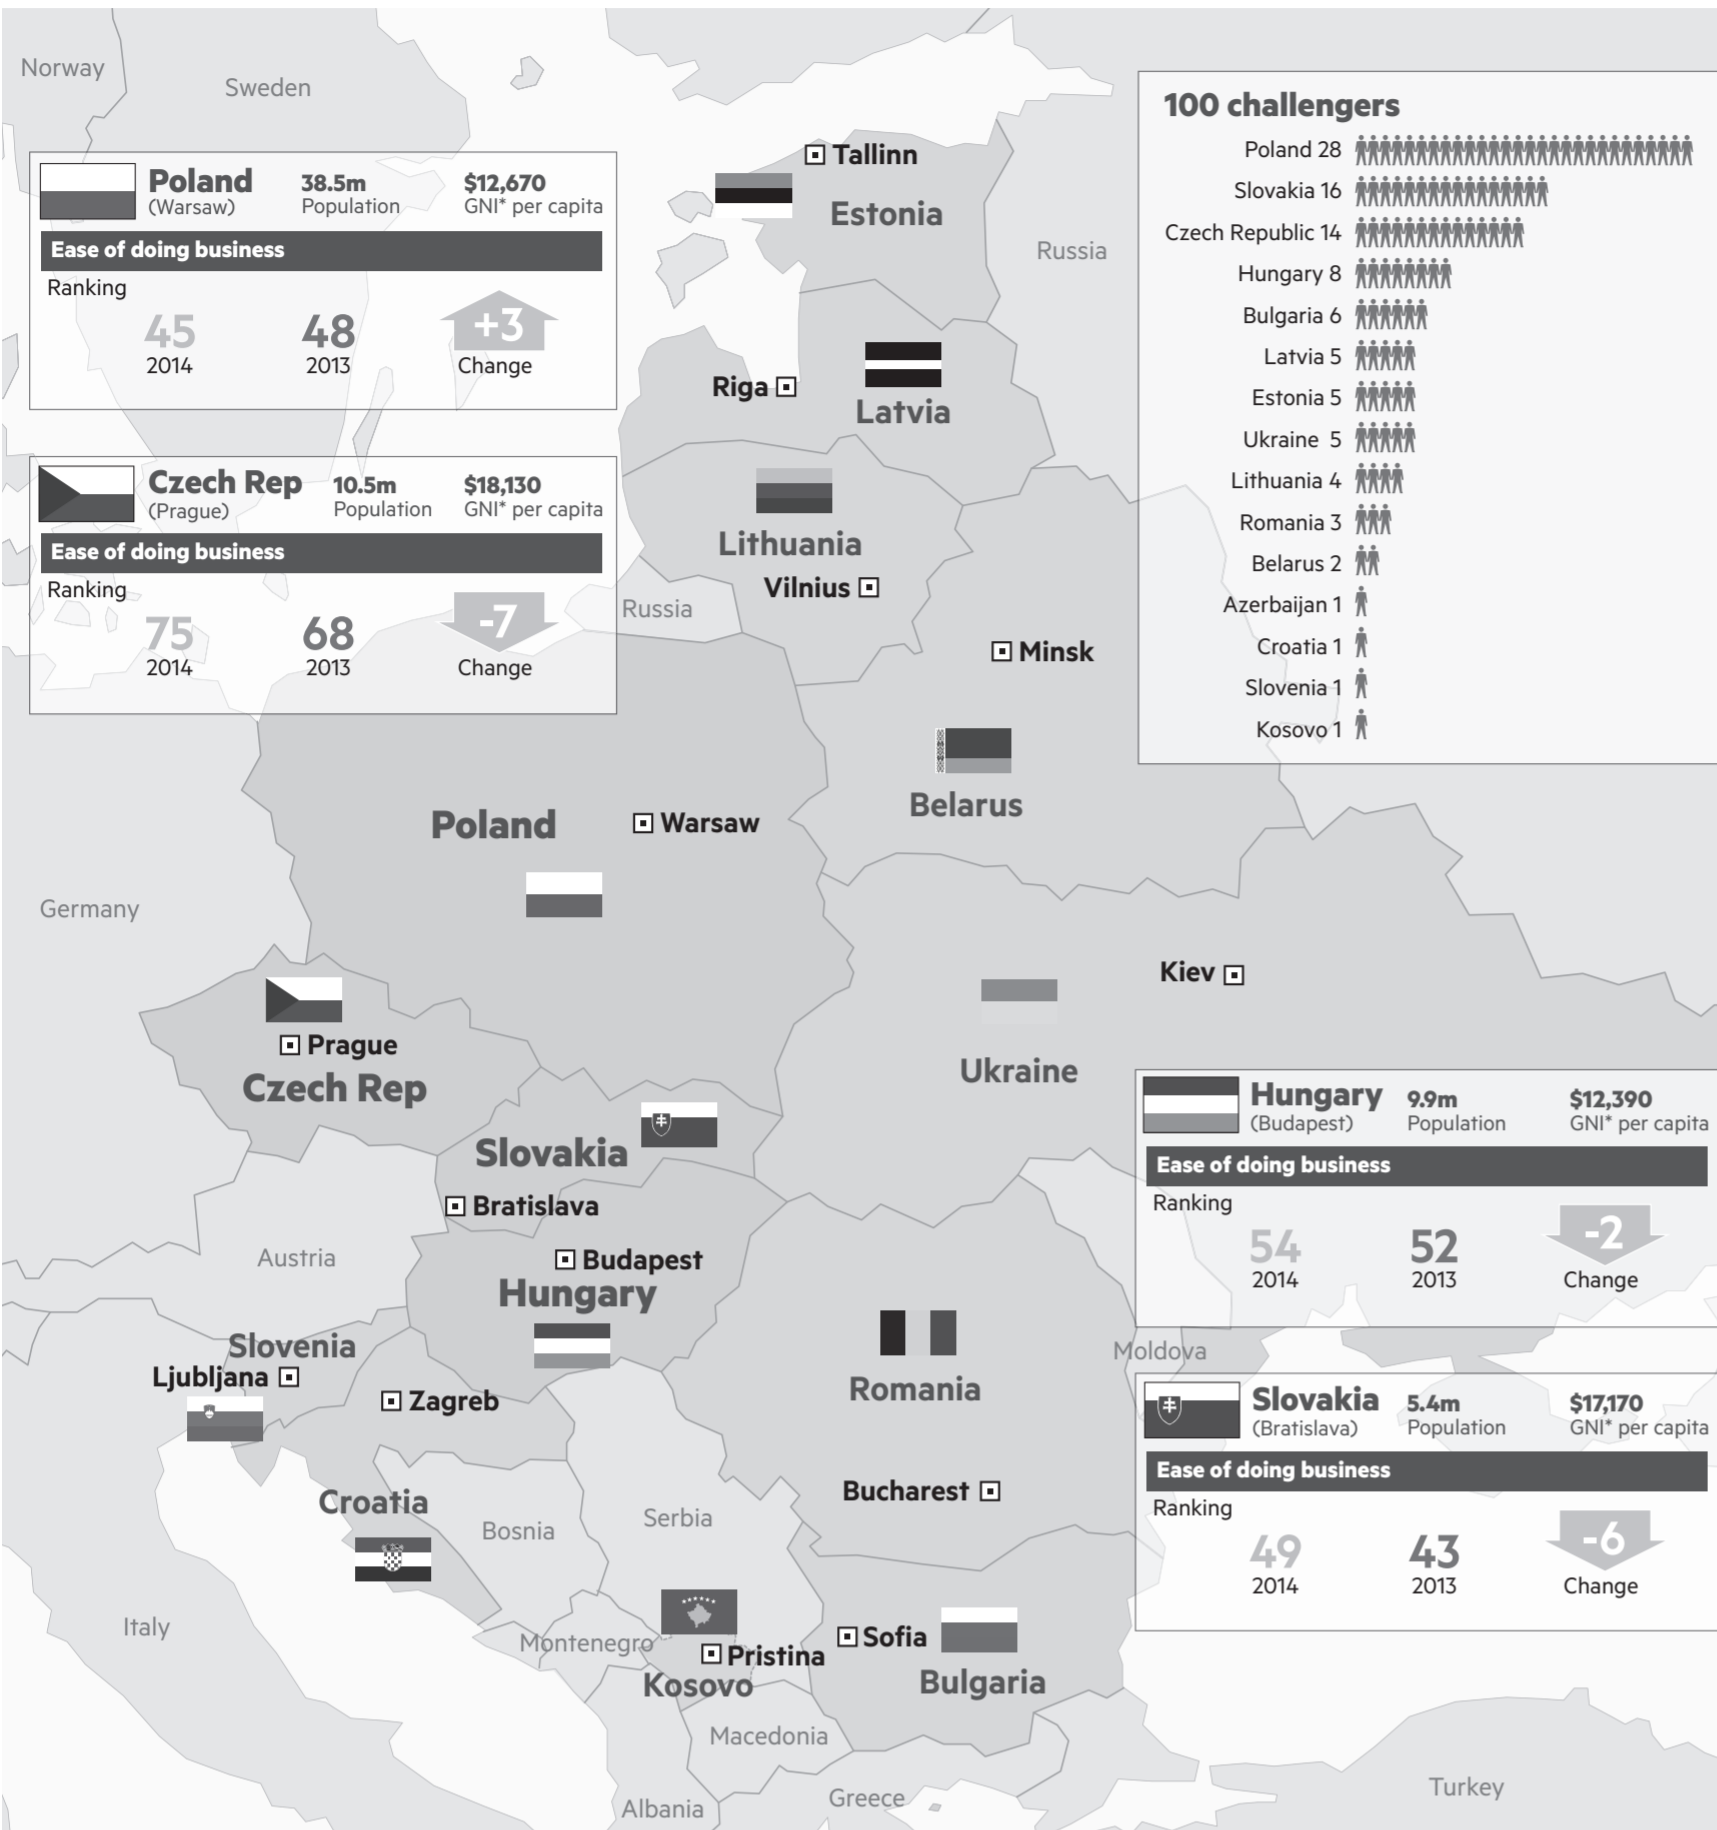 Norway
Sweden
Poland
(Warsaw)
38.5m
Population
$12,670
GNI* per capita
Ease of doing business
Ranking
45
2014
48
2013
+3
Change
Czech Rep
(Prague)
10.5m
Population
$18,130
GNI* per capita
Ease of doing business
Ranking
75
2014
68
2013
-7
Change
100 challengers
Poland 28
Slovakia 16
Czech Republic 14
Hungary 8
Bulgaria 6
Latvia 5
Estonia 5
Ukraine 5
Lithuania 4
Romania 3
Belarus 2
Azerbaijan 1
Croatia 1
Slovenia 1
Kosovo 1
Tallinn
Estonia
Russia
Riga
Latvia
Lithuania
Vilnius
Russia
Minsk
Belarus
Poland
Warsaw
Germany
Kiev
Ukraine
Prague
Czech Rep
Slovakia
Bratislava
Austria
Budapest
Hungary
Slovenia
Ljubljana
Zagreb
Croatia
Bosnia
Serbia
Romania
Bucharest
Moldova
Hungary
(Budapest)
9.9m
Population
$12,390
GNI* per capita
Ease of doing business
Ranking
54
2014
52
2013
-2
Change
Slovakia
(Bratislava)
5.4m
Population
$17,170
GNI* per capita
Ease of doing business
Ranking
49
2014
43
2013
-6
Change
Italy
Montenegro
Pristina
Kosovo
Sofia
Bulgaria
Macedonia
Albania
Greece
Turkey